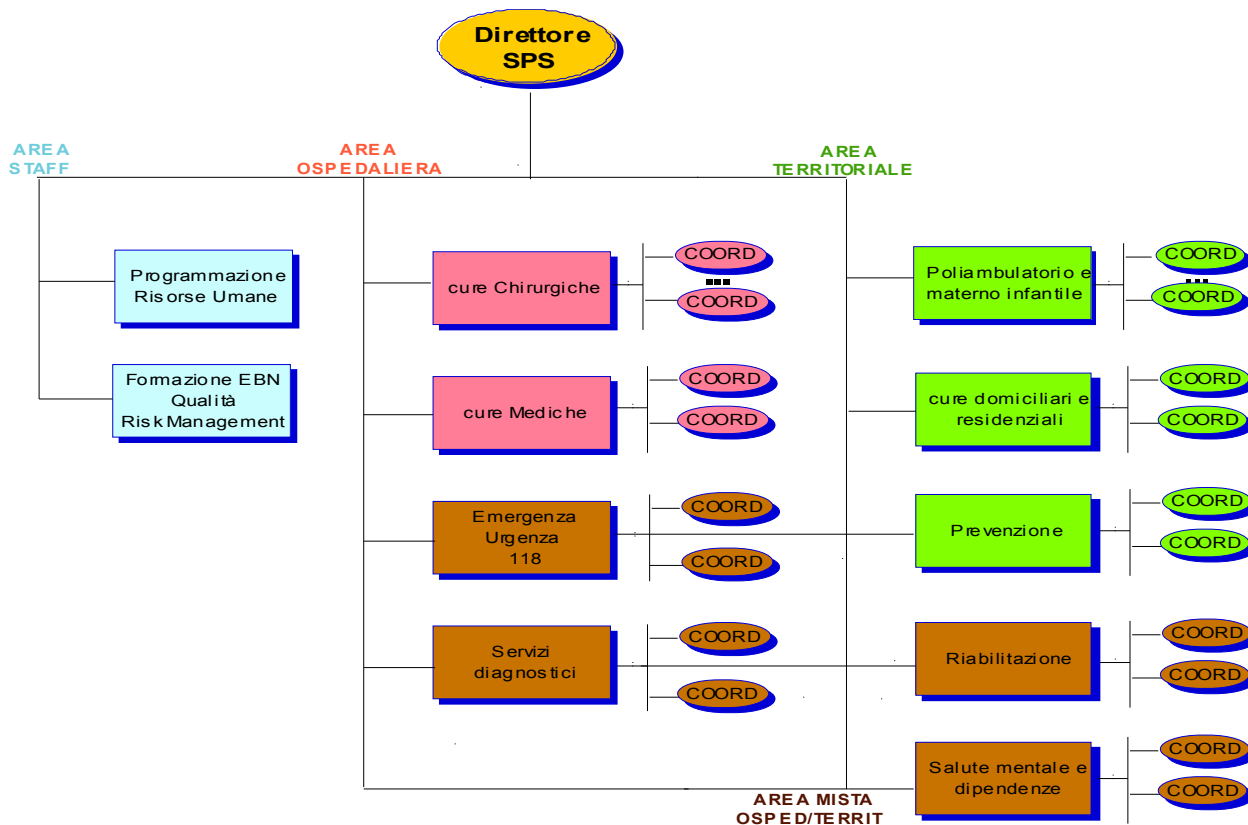 Direttore
SPS
AREA
STAFF
AREA
OSPEDALIERA
AREA
TERRITORIALE
Programmazione
Risorse Umane
Formazione EBN
Qualità
Risk Management
cure Chirurgiche
COORD
COORD
cure Mediche
COORD
COORD
Emergenza
Urgenza
118
COORD
COORD
Servizi
diagnostici
COORD
COORD
Poliambulatorio e
materno infantile
COORD
COORD
cure domiciliari e
residenziali
COORD
COORD
Prevenzione
COORD
COORD
Riabilitazione
COORD
COORD
Salute mentale e
dipendenze
COORD
COORD
AREA MISTA
OSPED/TERRIT